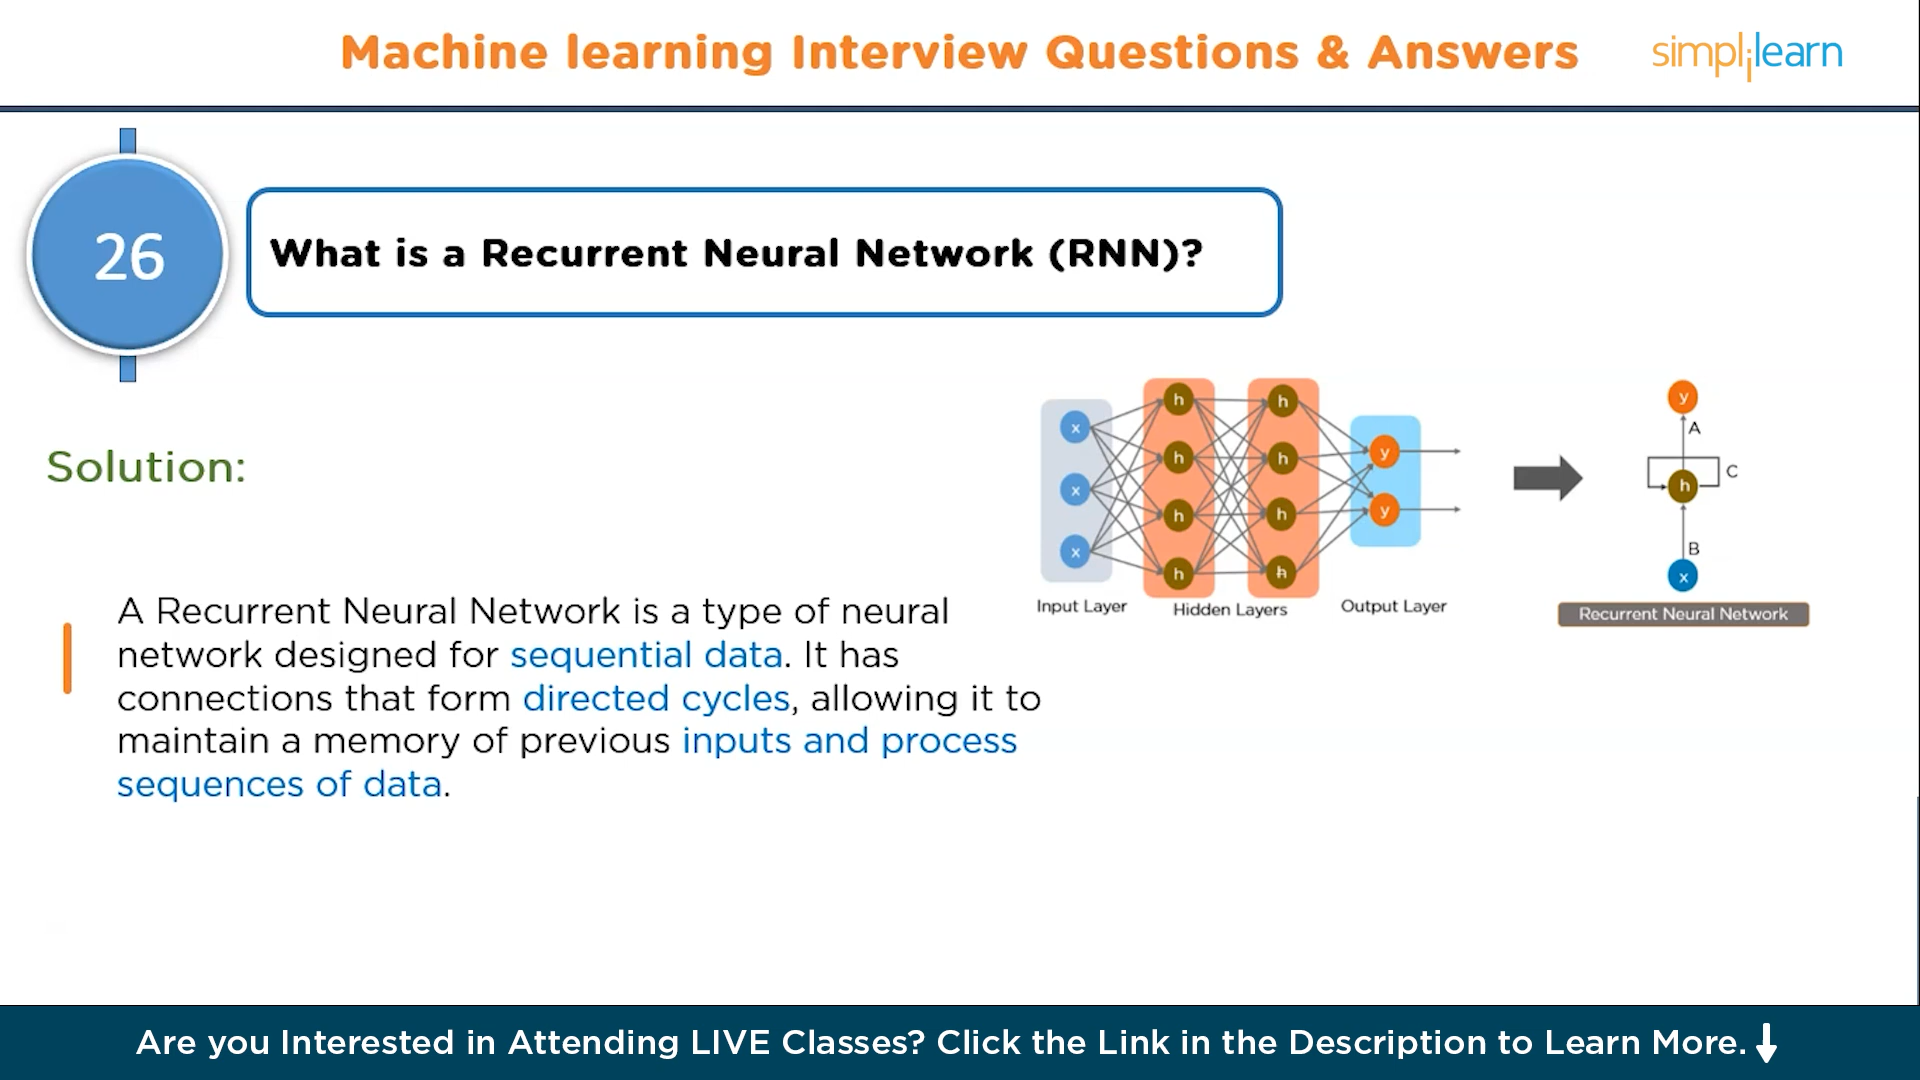 Machine learning Interview Questions & Answers
simplilearn
26
What is a Recurrent Neural Network (RNN)?
Solution:
A Recurrent Neural Network is a type of neural
network designed for sequential data. It has
connections that form directed cycles, allowing it to
maintain a memory of previous inputs and process
sequences of data.
x
x
x
h
h
h
h
h
h
h
h
y
y
Input Layer
Hidden Layers
Output Layer
y
A
C
h
B
x
Recurrent Neural Network
Are you Interested in Attending LIVE Classes? Click the Link in the Description to Learn More.